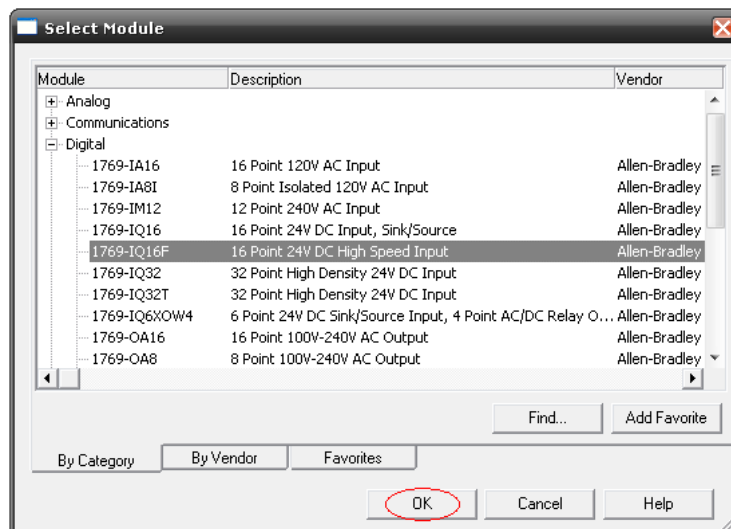 Select Module
Module Description Vendor
Analog
Communications
Digital
1769-IA16 16 Point 120V AC Input Allen-Bradley
1769-IA8I 8 Point Isolated 120V AC Input Allen-Bradley
1769-IM12 12 Point 240V AC Input Allen-Bradley
1769-IQ16 16 Point 24V DC Input, Sink/Source Allen-Bradley
1769-IQ16F 16 Point 24V DC High Speed Input Allen-Bradley
1769-IQ32 32 Point High Density 24V DC Input Allen-Bradley
1769-IQ32T 32 Point High Density 24V DC Input Allen-Bradley
1769-IQ6XOW4 6 Point 24V DC Sink/Source Input, 4 Point AC/DC Relay O... Allen-Bradley
1769-OA16 16 Point 100V-240V AC Output Allen-Bradley
1769-OA8 8 Point 100V-240V AC Output Allen-Bradley
Find... Add Favorite
By Category By Vendor Favorites
OK Cancel Help